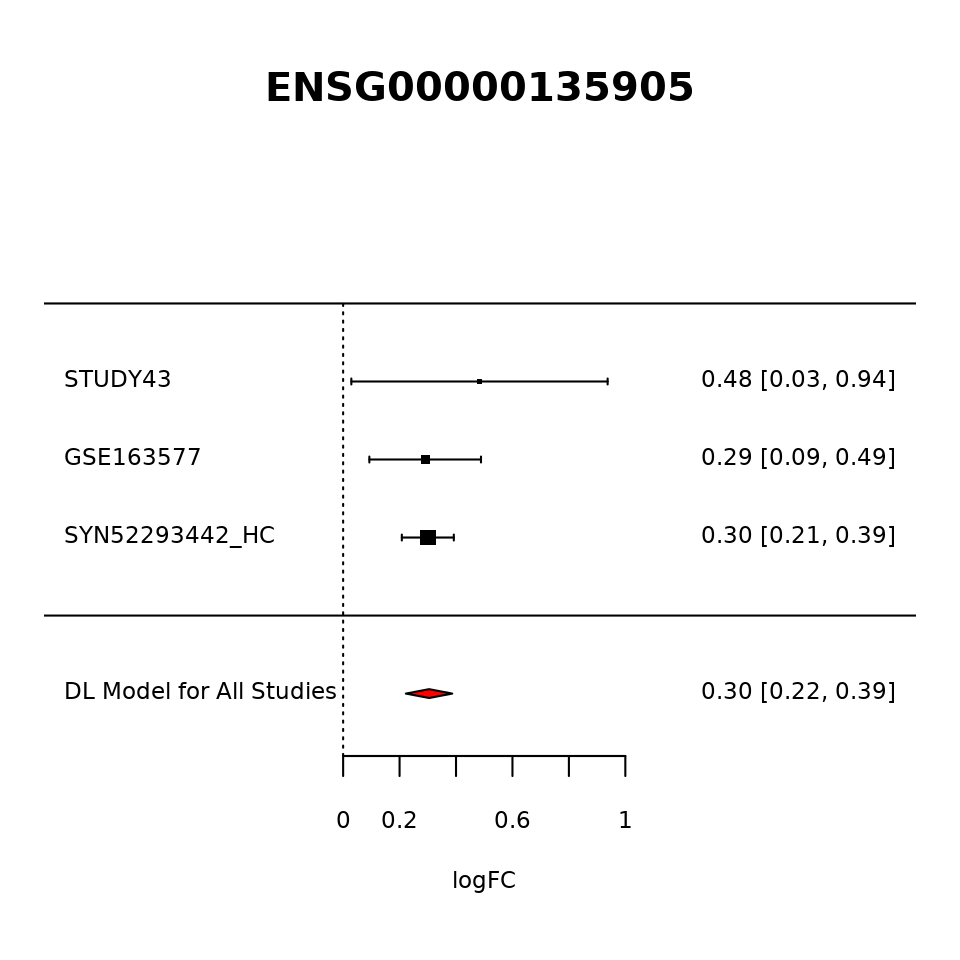 ENSG00000135905
STUDY43 0.48 [0.03, 0.94]
GSE163577 0.29 [0.09, 0.49]
SYN52293442_HC 0.30 [0.21, 0.39]
DL Model for All Studies 0.30 [0.22, 0.39]
0 0.2 0.6 1
logFC